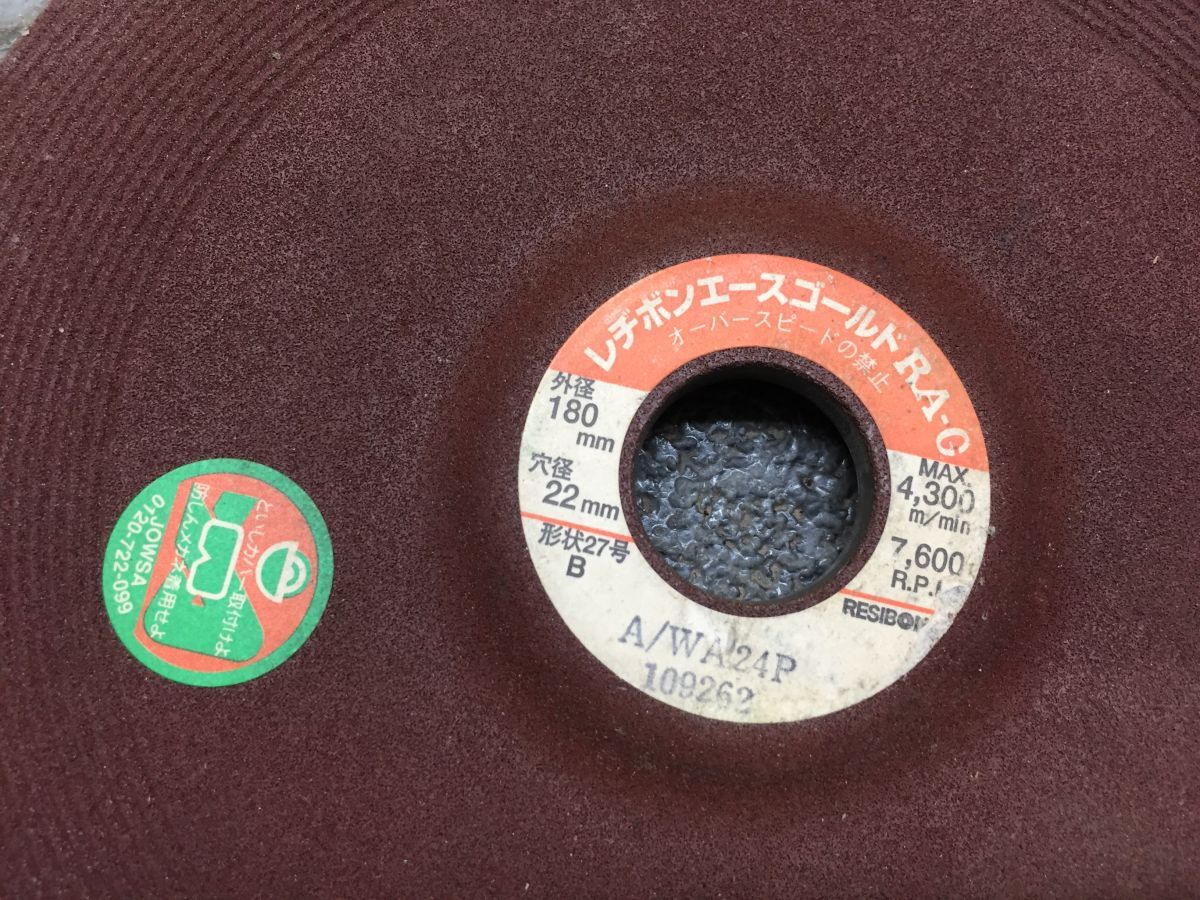 レヂボンエースゴールドRA-G
オーバースピードの禁止
外径
180
mm
穴径
22mm
形状27号
B
MAX.
4,300
m/min
7,600
RESIBON
A/WA24P
109262
といしカバー取付けよ
防じんメガネ着用せよ
JOWSA
0120-722-099